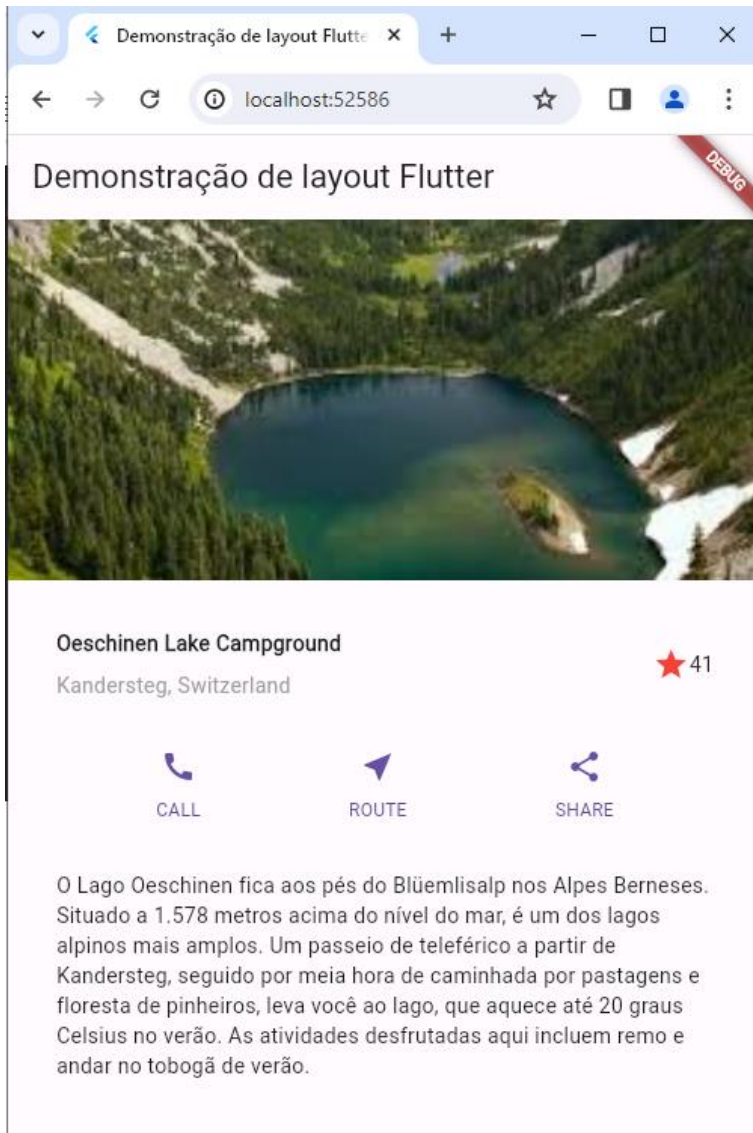 Demonstração de layout Flutte
localhost:52586
Demonstração de layout Flutter
DEBUG
Oeschinen Lake Campground
Kandersteg, Switzerland
41
CALL
ROUTE
SHARE
O Lago Oeschinen fica aos pés do Blüemlisalp nos Alpes Berneses.
Situado a 1.578 metros acima do nível do mar, é um dos lagos
alpinos mais amplos. Um passeio de teleférico a partir de
Kandersteg, seguido por meia hora de caminhada por pastagens e
floresta de pinheiros, leva você ao lago, que aquece até 20 graus
Celsius no verão. As atividades desfrutadas aqui incluem remo e
andar no tobogã de verão.